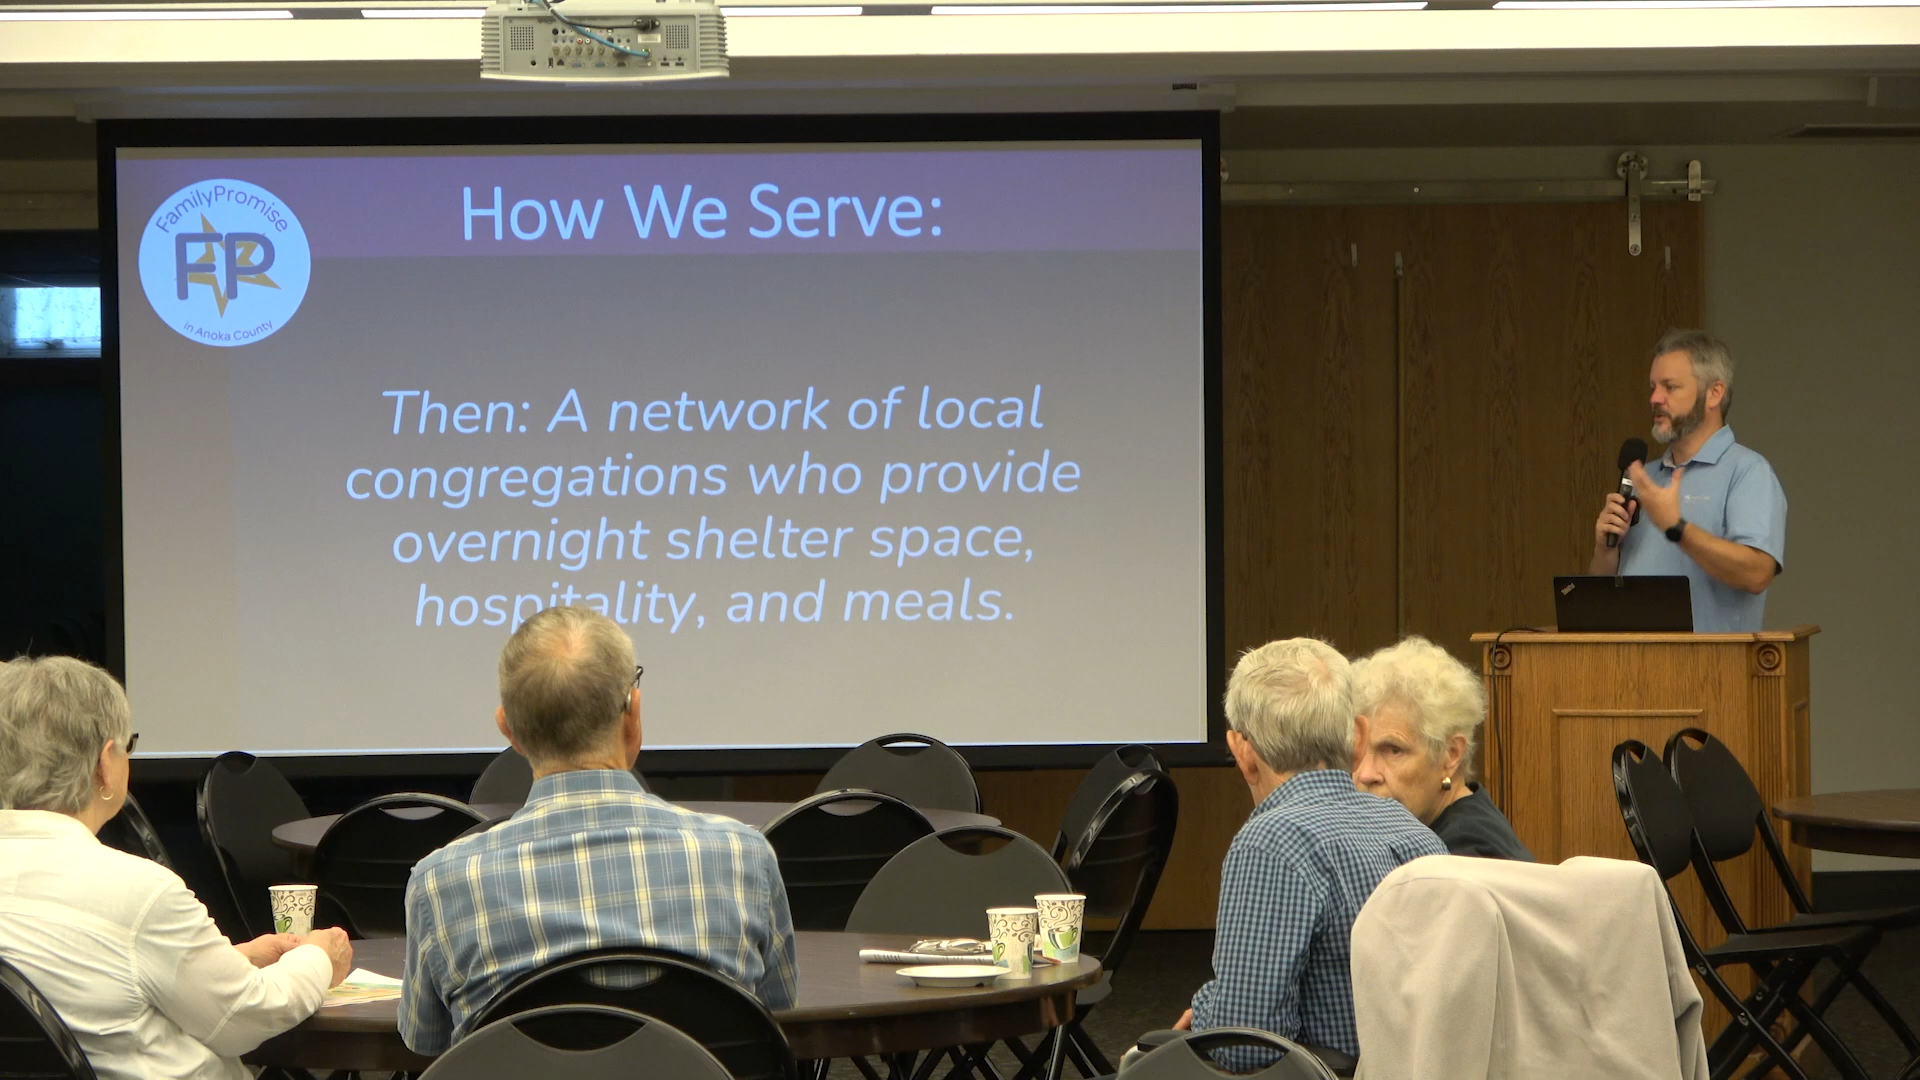 FamilyPromise
FP
in Anoka County
How We Serve:
Then: A network of local
congregations who provide
overnight shelter space,
hospitality, and meals.
ThinkPad